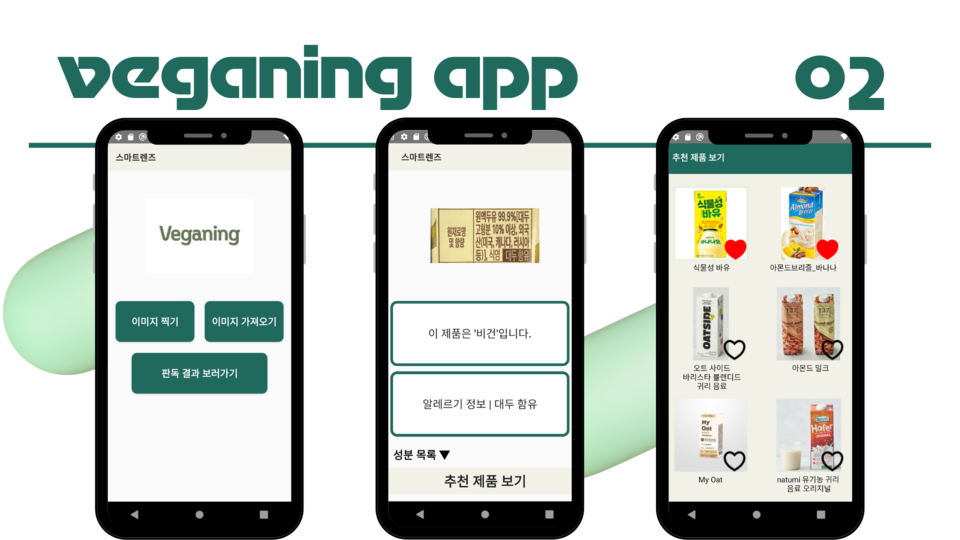 veganing app
02
스마트렌즈
Veganing
이미지 찍기
이미지 가져오기
판독 결과 보러가기
스마트렌즈
원재료명
및 함량
원액두유 99.9%[대두
고형분 10% 이상, 외국
산(미국, 캐나다, 러시아
등)], 식염 대두 함유
이 제품은 '비건'입니다.
알레르기 정보 | 대두 함유
성분 목록 ▼
추천 제품 보기
추천 제품 보기
식물성
바유
바나나맛
식물성 바유
Almond
Breeze
아몬드브리즐_바나나
OATSIDE
오트 사이드
바리스타 블렌디드
귀리 음료
137
아몬드 밀크
My
Oat
My Oat
Hafer
natumi 유기농 귀리
음료 오리지널